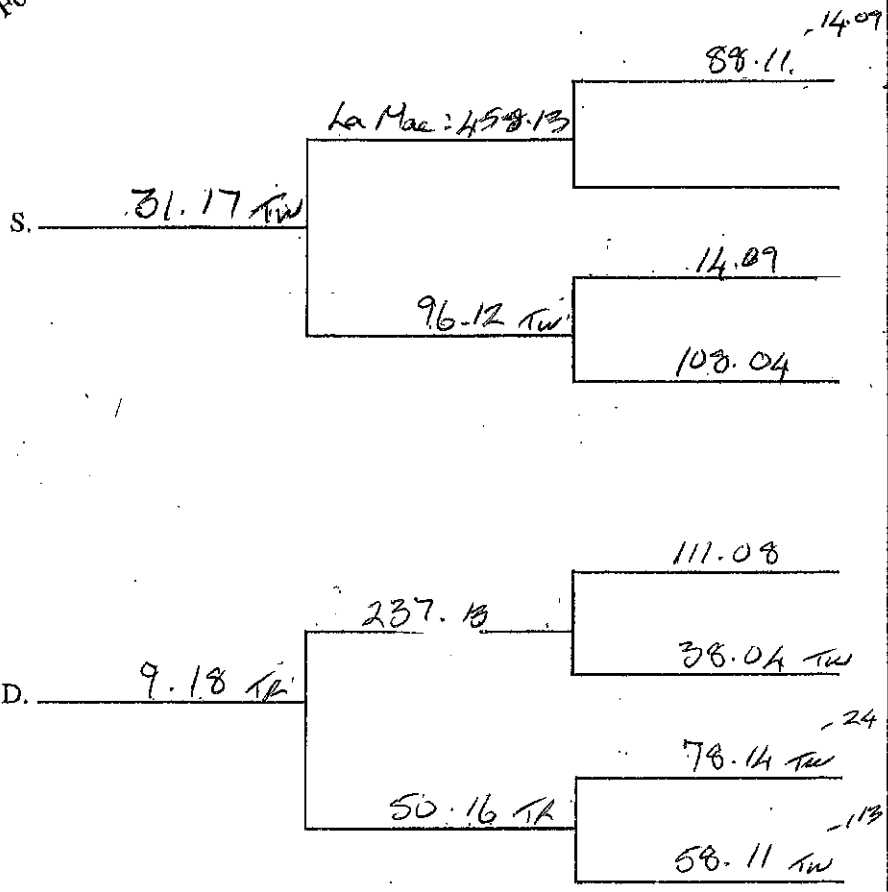 14.09
88.11.
La Mac: 458.13
S. 31.17 TW
14.09
96.12 TW
108.04
111.08
237.13
38.04 TW
D. 9.18 TR
24
78.14 TW
50.16 TR
113
58.11 TW